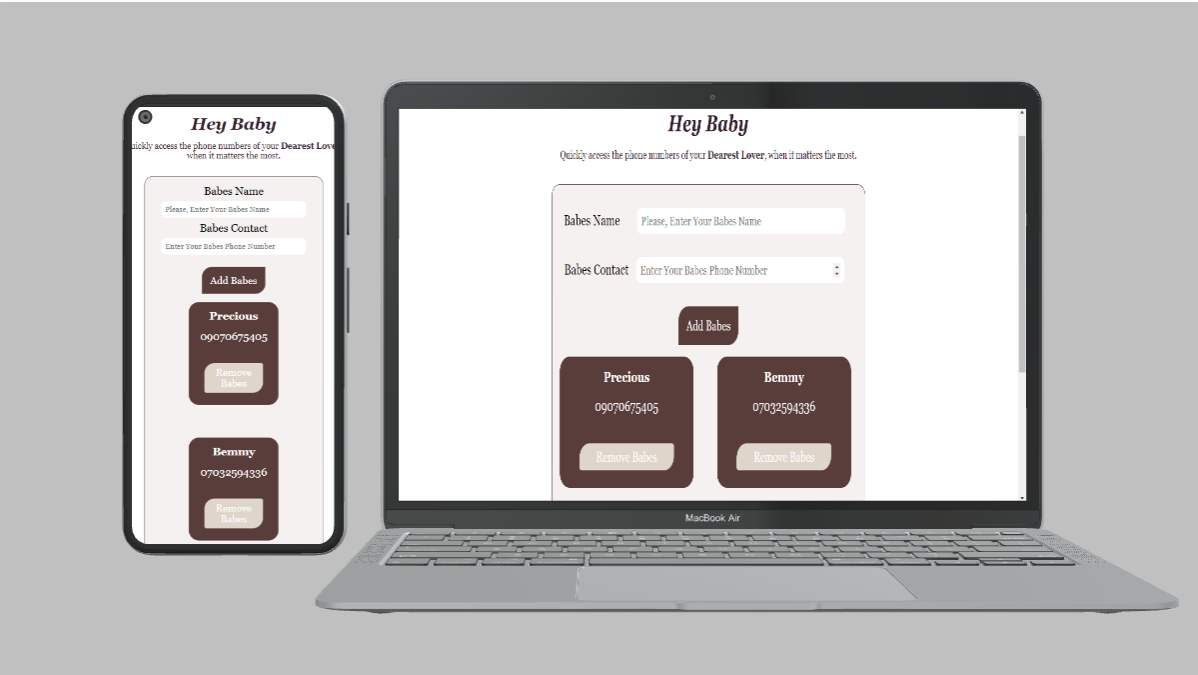 Hey Baby
uickly access the phone numbers of your Dearest Love
when it matters the most.
Babes Name
Please, Enter Your Babes Name
Babes Contact
Enter Your Babes Phone Number
Add Babes
Precious
09070675405
Remove
Babes
Bemmy
07032594336
Remove
Babes
Hey Baby
Quickly access the phone numbers of your Dearest Lover, when it matters the most.
Babes Name
Please, Enter Your Babes Name
Babes Contact
Enter Your Babes Phone Number
Add Babes
Precious
Bemmy
09070675405
07032594336
Remove Babes
Remove Babes
MacBook Air